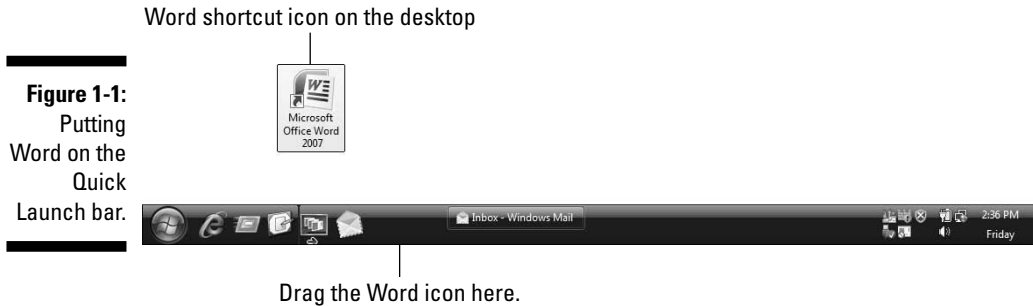 Word shortcut icon on the desktop
Figure 1-1:
Putting
Word on the
Quick
Launch bar.
Microsoft
Office Word
2007
Inbox - Windows Mail
2:36 PM
Friday
Drag the Word icon here.